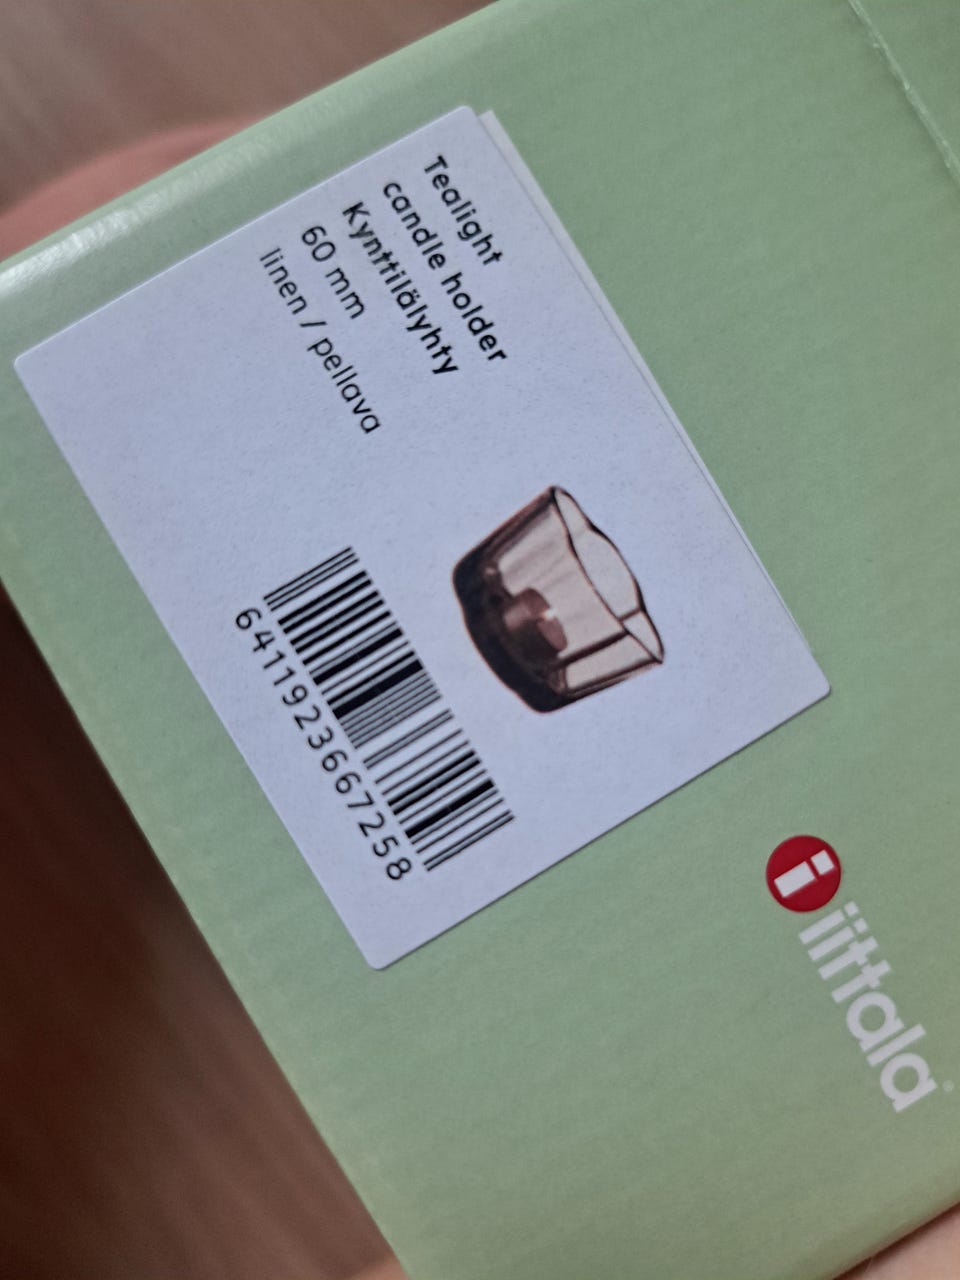 Tealight
candle holder
Kynttilälyhty
60 mm
linen / pellava
6411923667258
iittala®